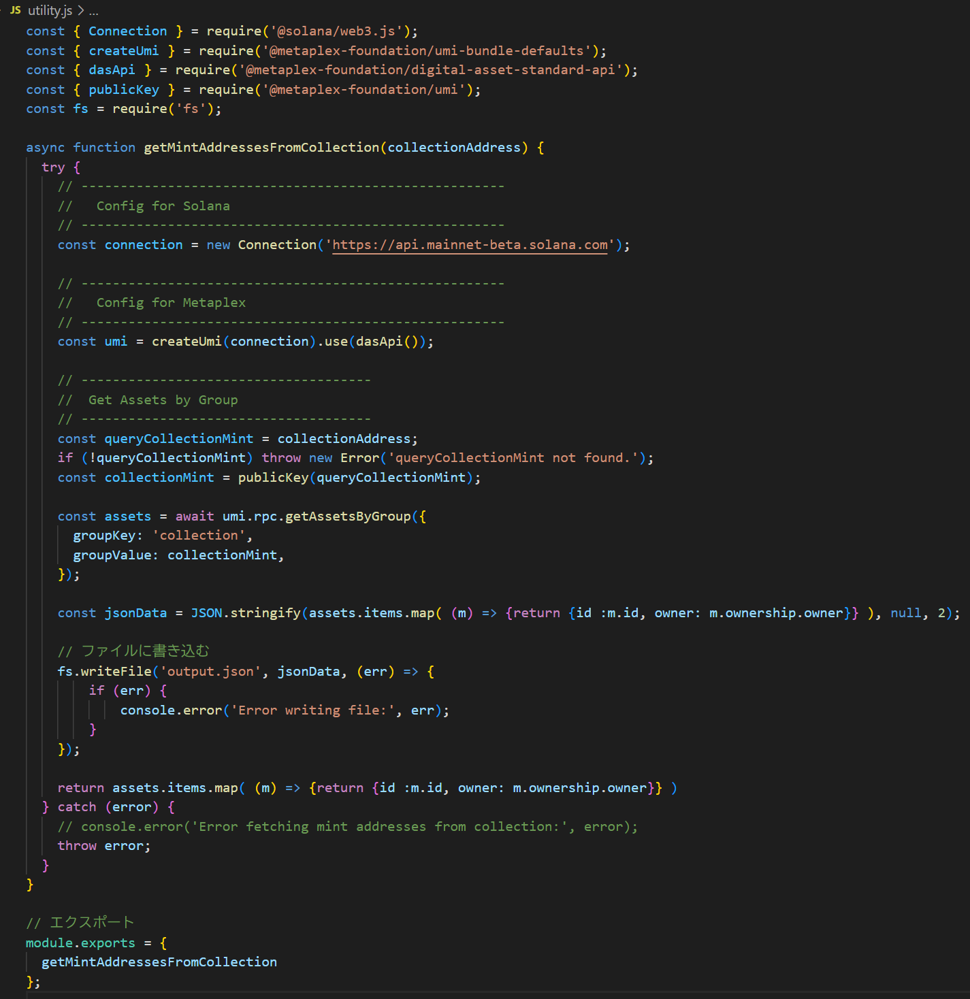 JS utility.js > ...
const { Connection } = require('@solana/web3.js');
const { createUmi } = require('@metaplex-foundation/umi-bundle-defaults');
const { dasApi } = require('@metaplex-foundation/digital-asset-standard-api');
const { publicKey } = require('@metaplex-foundation/umi');
const fs = require('fs');

async function getMintAddressesFromCollection(collectionAddress) {
  try {
    // ------------------------------------------------------
    //   Config for Solana
    // ------------------------------------------------------
    const connection = new Connection('https://api.mainnet-beta.solana.com');

    // ------------------------------------------------------
    //   Config for Metaplex
    // ------------------------------------------------------
    const umi = createUmi(connection).use(dasApi());

    // -------------------------------------
    //  Get Assets by Group
    // -------------------------------------
    const queryCollectionMint = collectionAddress;
    if (!queryCollectionMint) throw new Error('queryCollectionMint not found.');
    const collectionMint = publicKey(queryCollectionMint);

    const assets = await umi.rpc.getAssetsByGroup({
      groupKey: 'collection',
      groupValue: collectionMint,
    });

    const jsonData = JSON.stringify(assets.items.map( (m) => {return {id :m.id, owner: m.ownership.owner}} ), null, 2);

    // ファイルに書き込む
    fs.writeFile('output.json', jsonData, (err) => {
        if (err) {
            console.error('Error writing file:', err);
        }
    });

    return assets.items.map( (m) => {return {id :m.id, owner: m.ownership.owner}} )
  } catch (error) {
    // console.error('Error fetching mint addresses from collection:', error);
    throw error;
  }
}

// エクスポート
module.exports = {
  getMintAddressesFromCollection
};